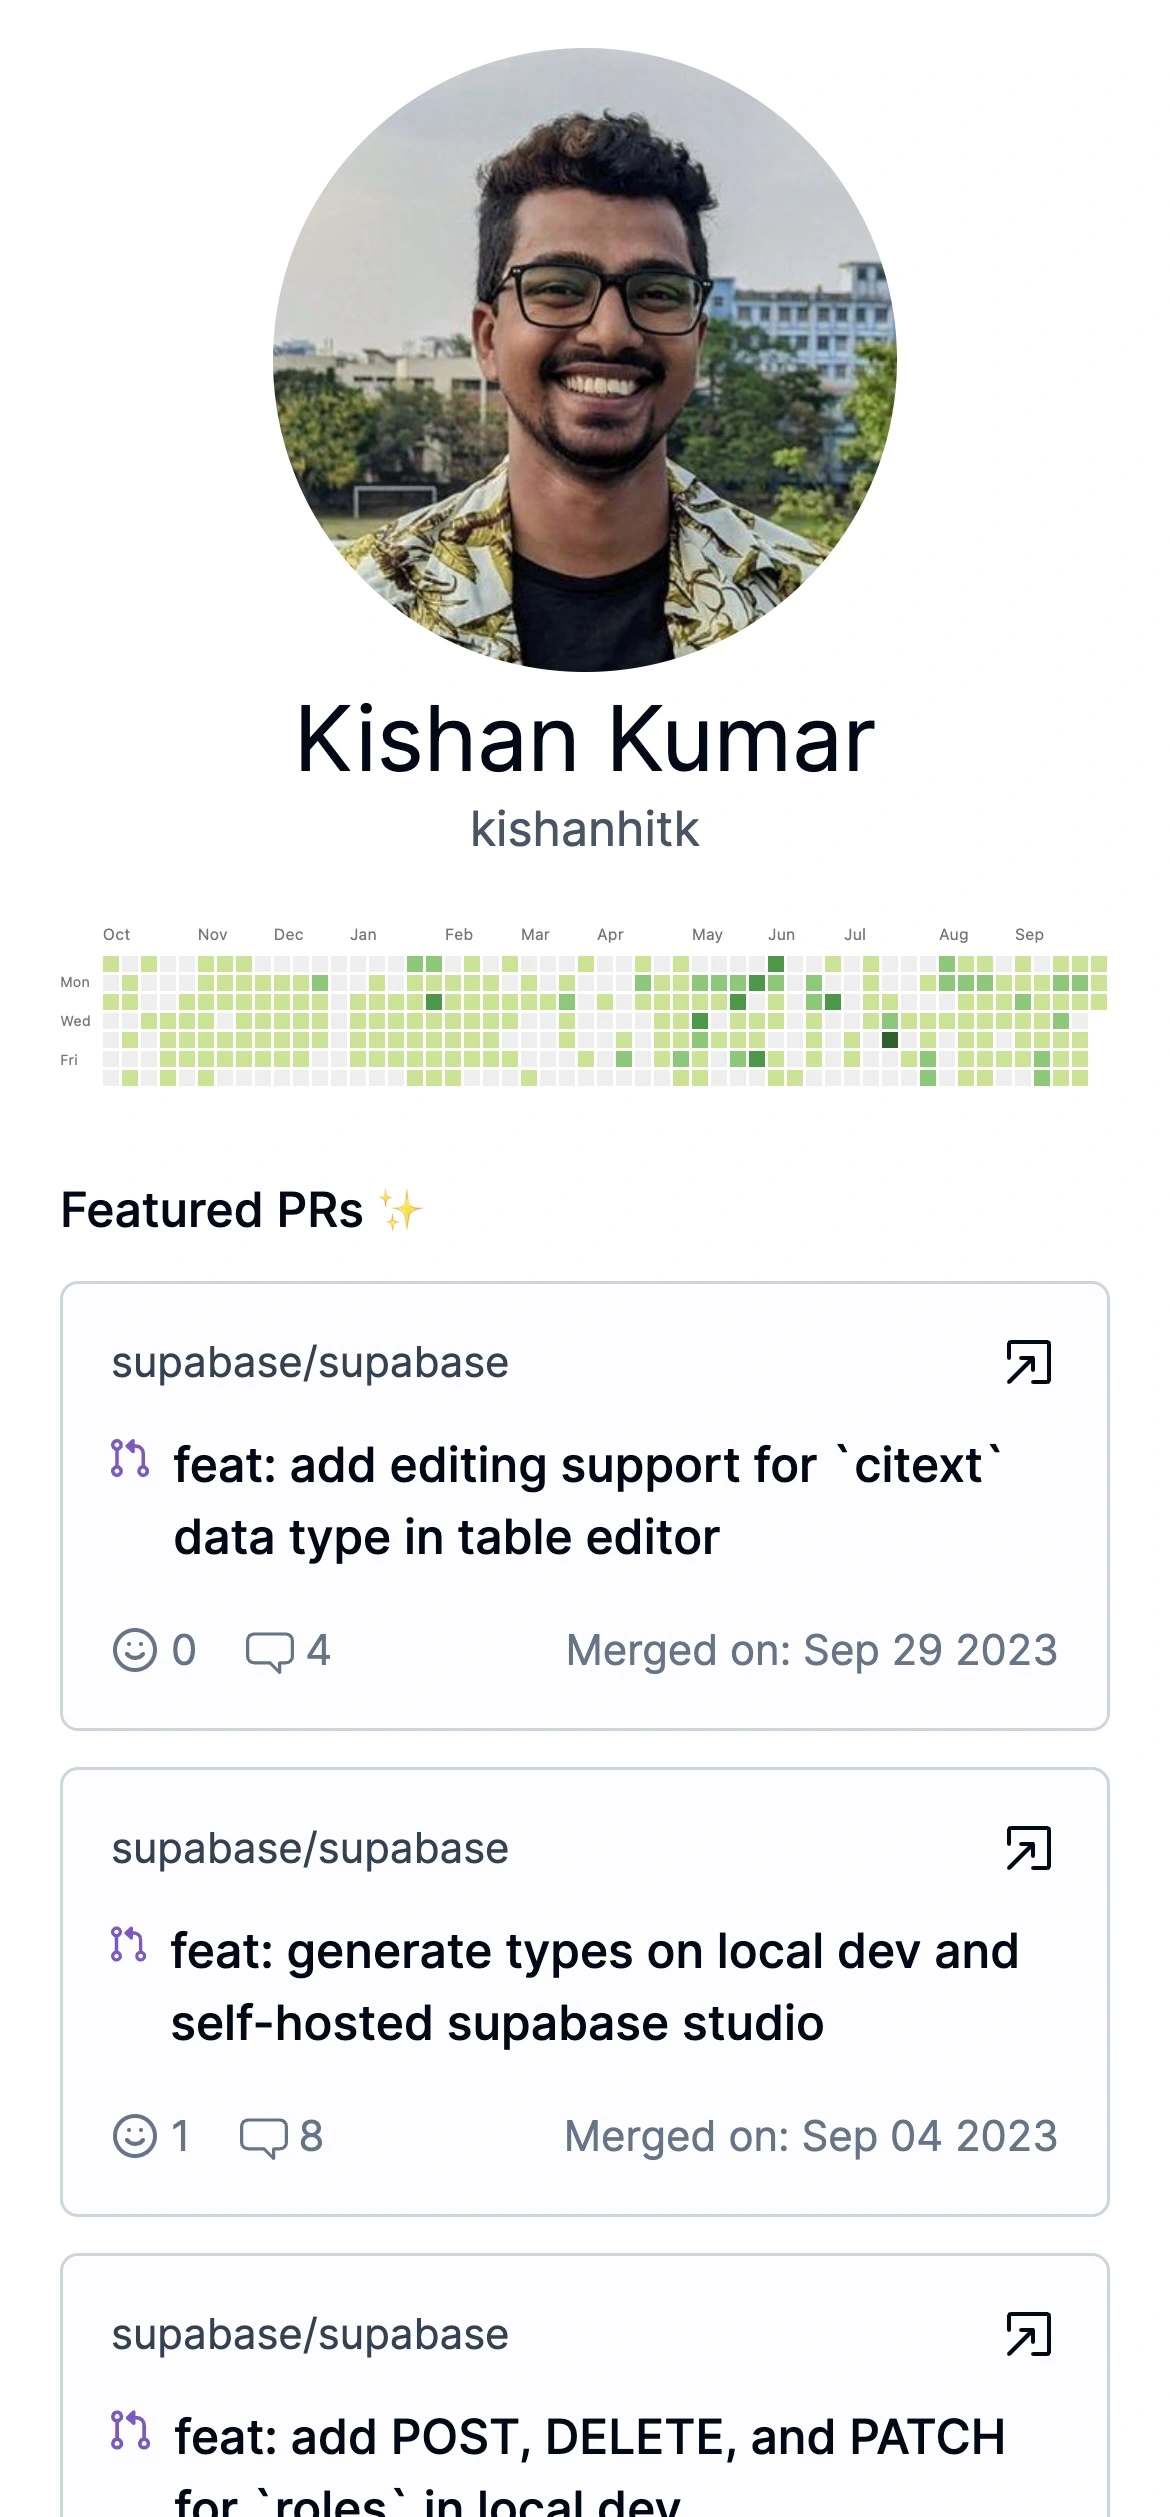 Kishan Kumar
kishanhitk
Oct Nov Dec Jan Feb Mar Apr May Jun Jul Aug Sep
Mon
Wed
Fri
Featured PRs ✨
supabase/supabase
feat: add editing support for `citext`
data type in table editor
0 4 Merged on: Sep 29 2023
supabase/supabase
feat: generate types on local dev and
self-hosted supabase studio
1 8 Merged on: Sep 04 2023
supabase/supabase
feat: add POST, DELETE, and PATCH
for `roles` in local dev